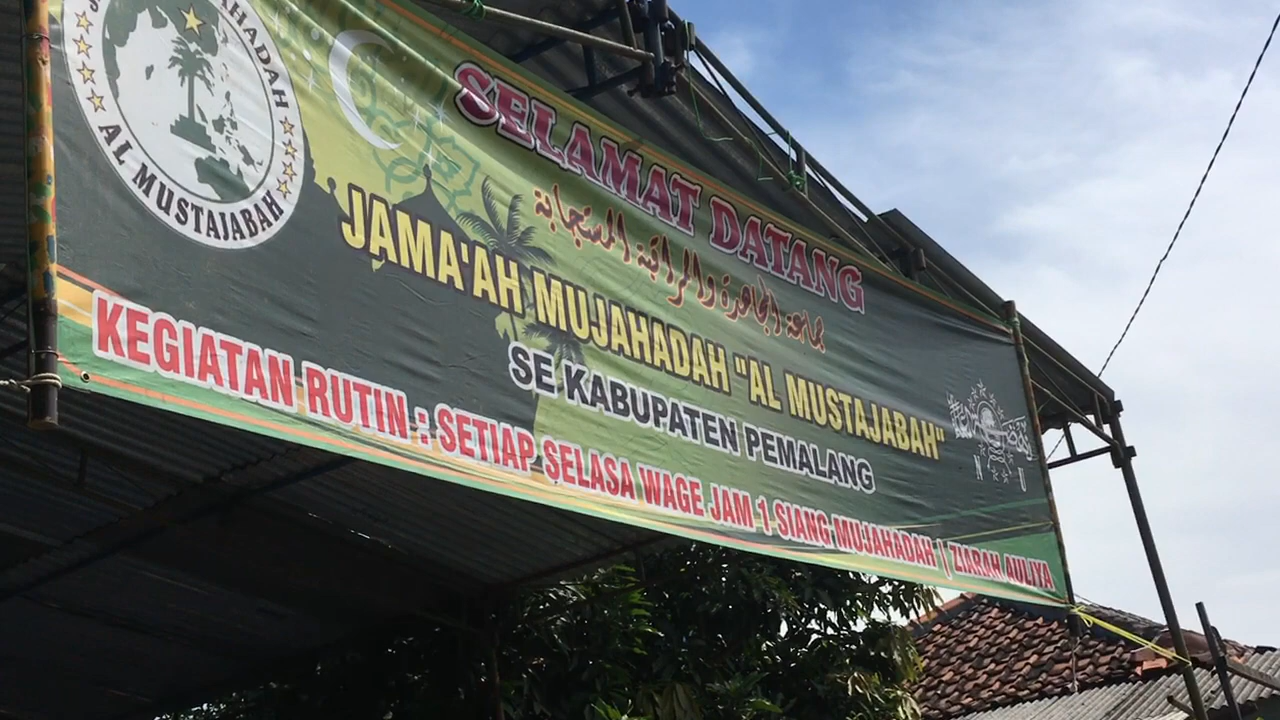 AHADAH
AL MUSTAJABAH
SELAMAT DATANG
JAMA'AH MUJAHADAH "AL MUSTAJABAH"
SE KABUPATEN PEMALANG
KEGIATAN RUTIN : SETIAP SELASA WAGE JAM 1 SIANG MUJAHADAH | ZIARAH AULIYA